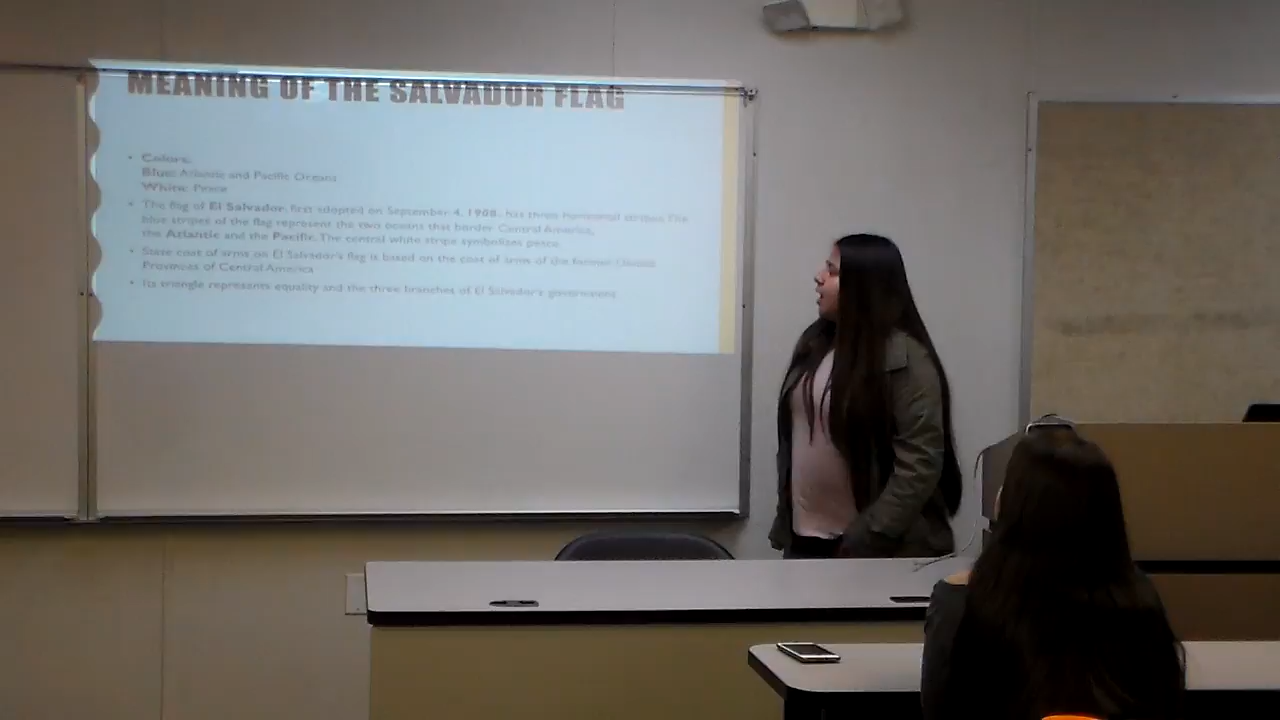 MEANING OF THE SALVADOR FLAG
• Colors:
Blue: Atlantic and Pacific Oceans
White: Peace
• The flag of El Salvador, first adopted on September 4, 1908, has three horizontal stripes. The
blue stripes of the flag represent the two oceans that border Central America,
the Atlantic and the Pacific. The central white stripe symbolizes peace.
• State coat of arms on El Salvador's flag is based on the coat of arms of the former United
Provinces of Central America
• Its triangle represents equality and the three branches of El Salvador's government.